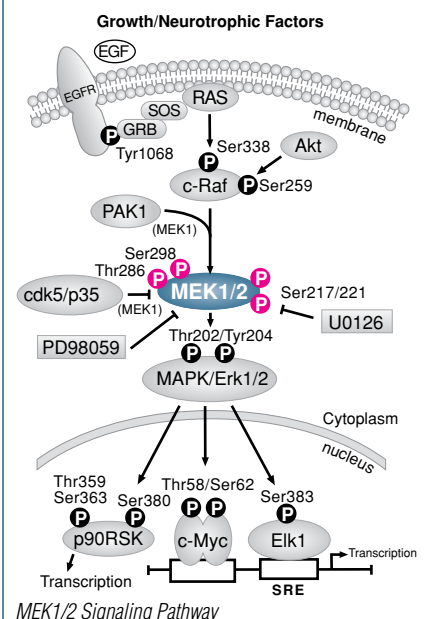 Growth/Neurotrophic Factors
EGF
EGFR
SOS
RAS
GRB
membrane
P
Tyr1068
Ser338
Akt
P
c-Raf
P
Ser259
PAK1
(MEK1)
Ser298
Thr286
P
P
P
P
cdk5/p35
(MEK1)
MEK1/2
Ser217/221
U0126
PD98059
Thr202/Tyr204
P
P
MAPK/Erk1/2
Cytoplasm
nucleus
Thr359
Ser363
Ser380
Thr58/Ser62
Ser383
P
P
P
P
P
p90RSK
c-Myc
Elk1
Transcription
Transcription
SRE
MEK1/2 Signaling Pathway